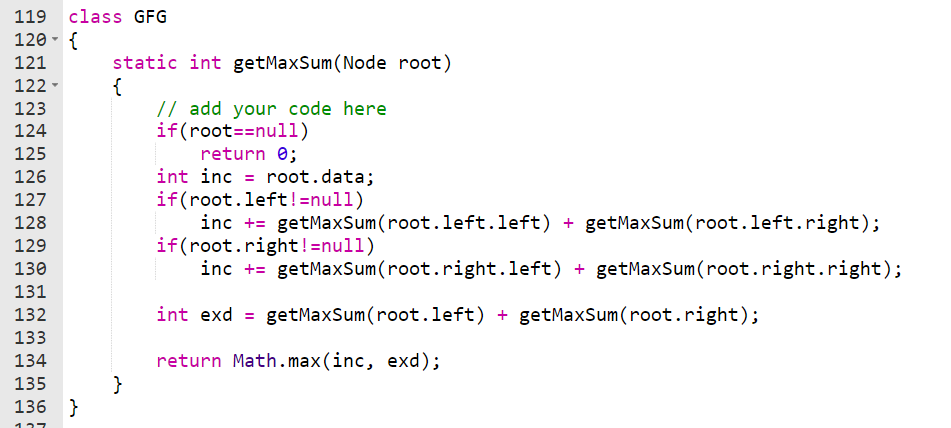 119 class GFG
120 {
121 static int getMaxSum(Node root)
122 {
123 // add your code here
124 if(root==null)
125 return 0;
126 int inc = root.data;
127 if(root.left!=null)
128 inc += getMaxSum(root.left.left) + getMaxSum(root.left.right);
129 if(root.right!=null)
130 inc += getMaxSum(root.right.left) + getMaxSum(root.right.right);
131
132 int exd = getMaxSum(root.left) + getMaxSum(root.right);
133
134 return Math.max(inc, exd);
135 }
136 }